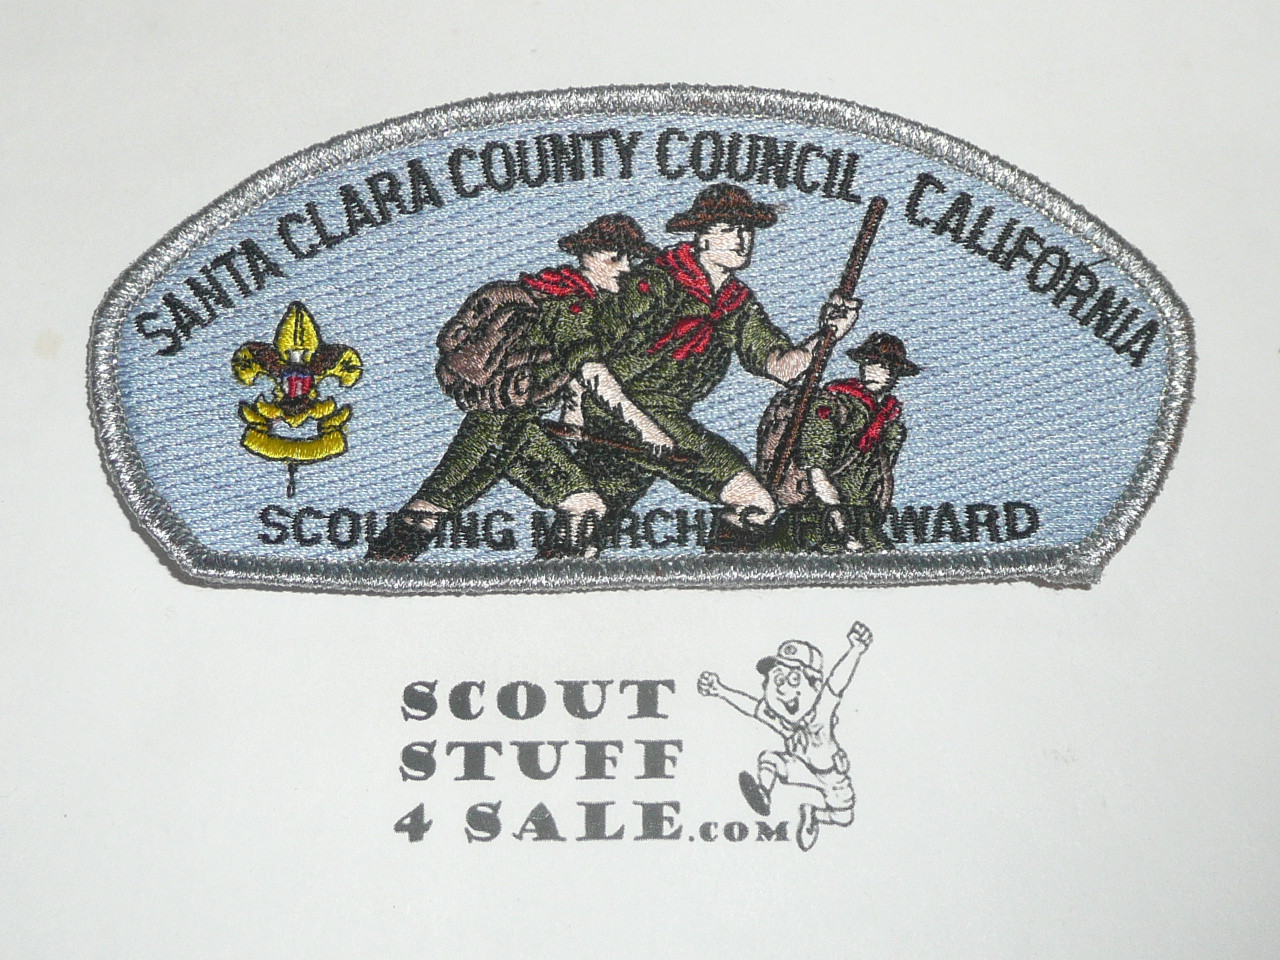 SANTA CLARA COUNTY COUNCIL CALIFORNIA
SCOUTING MARCHES FORWARD
SCOUT
STUFF
4 SALE.COM